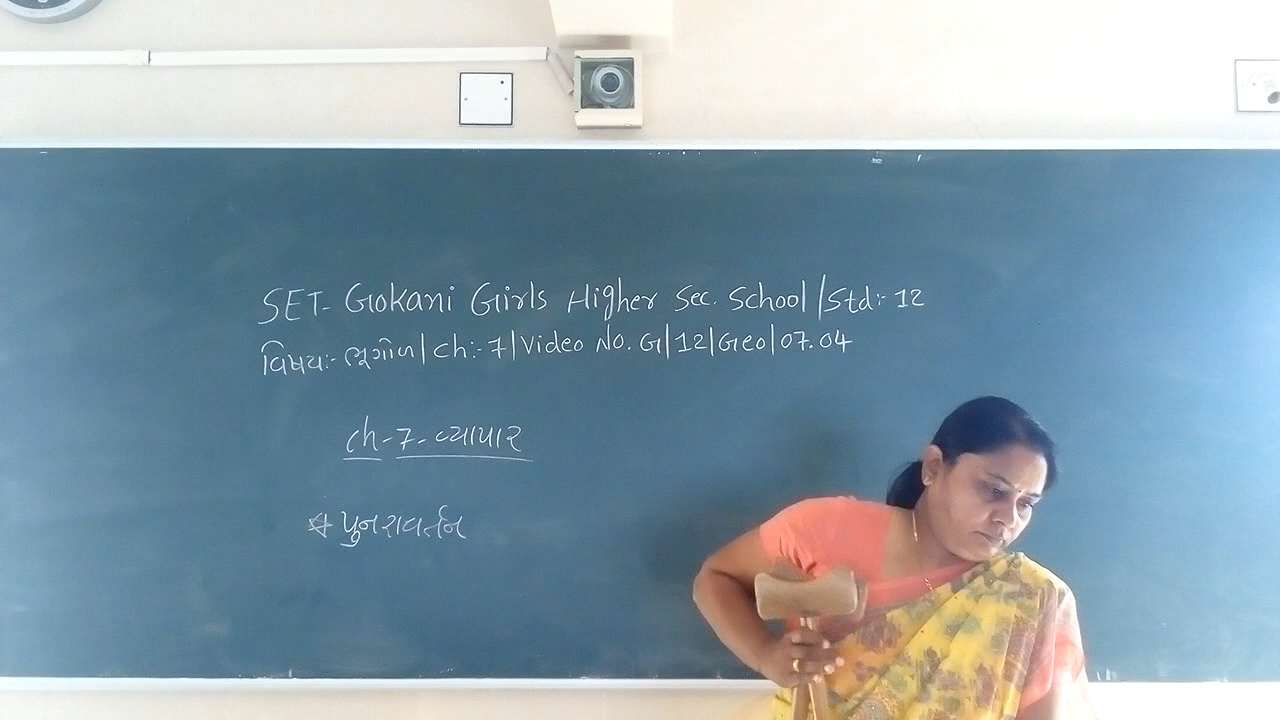 SET- Gokani Girls Higher Sec. School/Std:- 12
વિષય:- ભૂગોળ/Ch:- 7/Video No. G/12/Geo/07.04
ch-7-વ્યાપાર
* પુનરાવર્તન